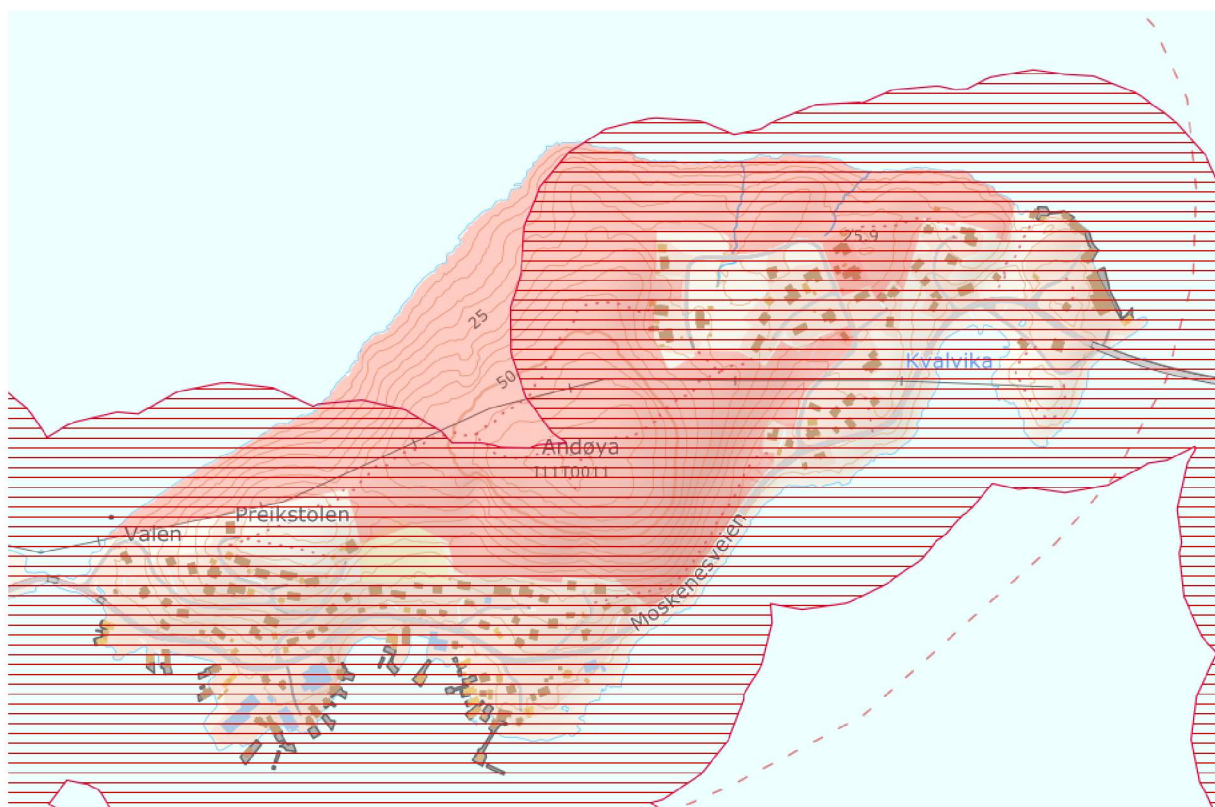 25.9
25
Kvalvika
50
Andøya
111T0011
Preikstolen
Valen
Moskenesveien